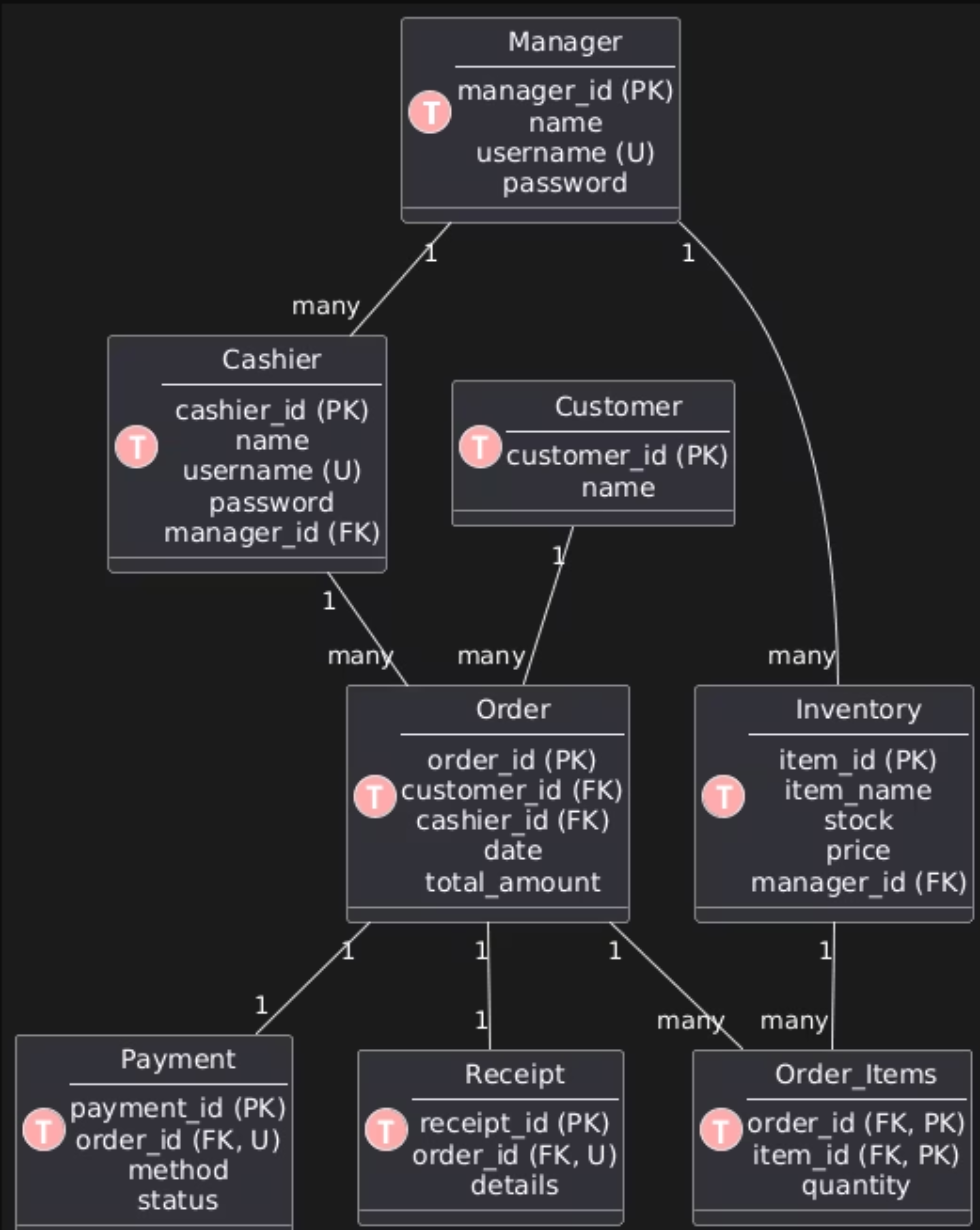 Manager
T
manager_id (PK)
name
username (U)
password
1
1
many
Cashier
T
cashier_id (PK)
name
username (U)
password
manager_id (FK)
Customer
T
customer_id (PK)
name
1
1
many
many
many
Order
T
order_id (PK)
customer_id (FK)
cashier_id (FK)
date
total_amount
Inventory
T
item_id (PK)
item_name
stock
price
manager_id (FK)
1
1
1
1
1
1
many
many
Payment
T
payment_id (PK)
order_id (FK, U)
method
status
Receipt
T
receipt_id (PK)
order_id (FK, U)
details
Order_Items
T
order_id (FK, PK)
item_id (FK, PK)
quantity